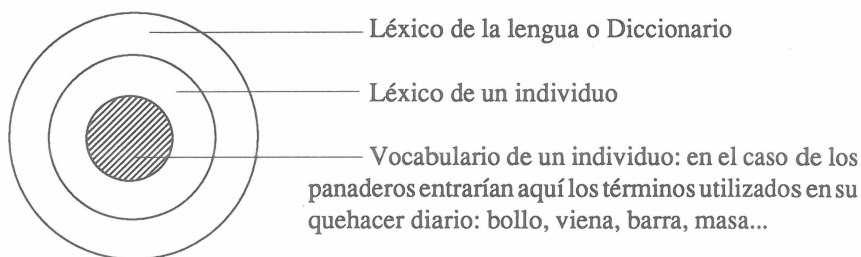 Léxico de la lengua o Diccionario
Léxico de un individuo
Vocabulario de un individuo: en el caso de los
panaderos entrarían aquí los términos utilizados en su
quehacer diario: bollo, viena, barra, masa...